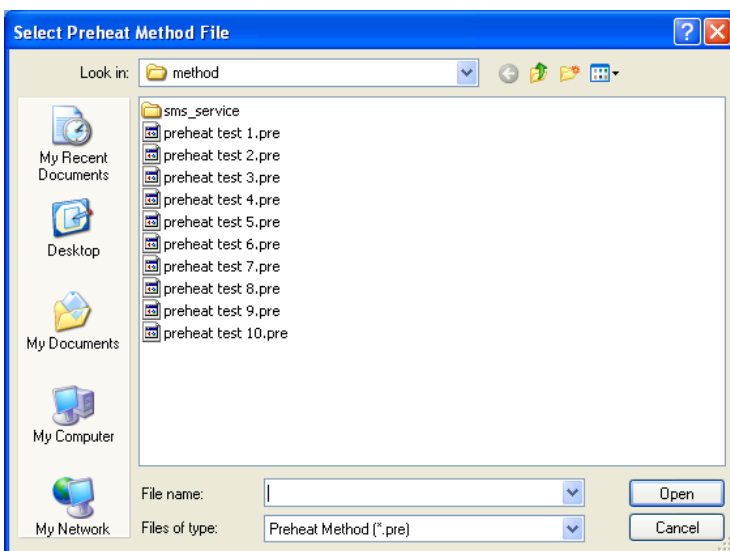 Select Preheat Method File
Look in: method
My Recent
Documents
Desktop
My Documents
My Computer
My Network
sms_service
preheat test 1.pre
preheat test 2.pre
preheat test 3.pre
preheat test 4.pre
preheat test 5.pre
preheat test 6.pre
preheat test 7.pre
preheat test 8.pre
preheat test 9.pre
preheat test 10.pre
File name:
Open
Files of type: Preheat Method (*.pre)
Cancel